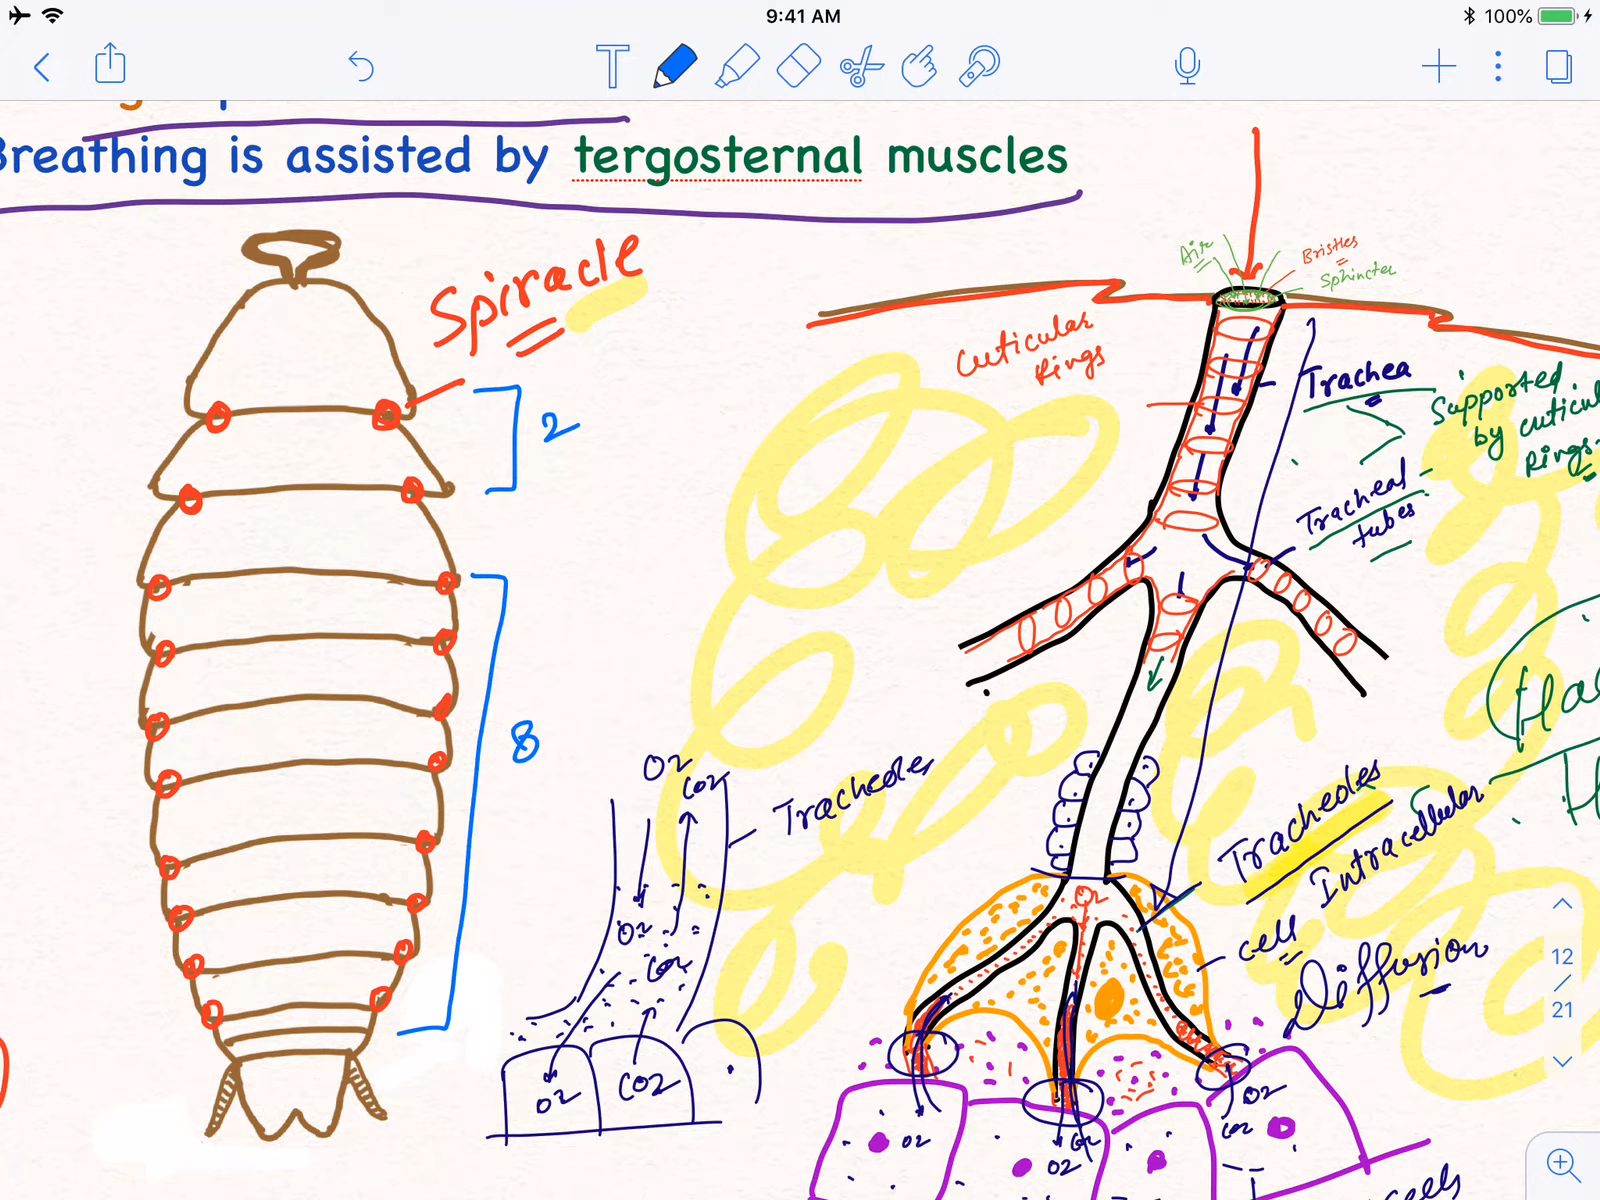 9:41 AM
100%
T
Breathing is assisted by tergosternal muscles
Spiracle
2
8
Air
Bristles
Sphincter
Cuticular
Rings
Trachea
Supported
by cuticul
Rings
Tracheal
tubes
O2
CO2
Tracheoles
O2
CO2
O2
CO2
O2
Tracheoles
Intracellular
cell
Diffusion
12
/
21
O2
CO2
O2
CO2
O2
cells